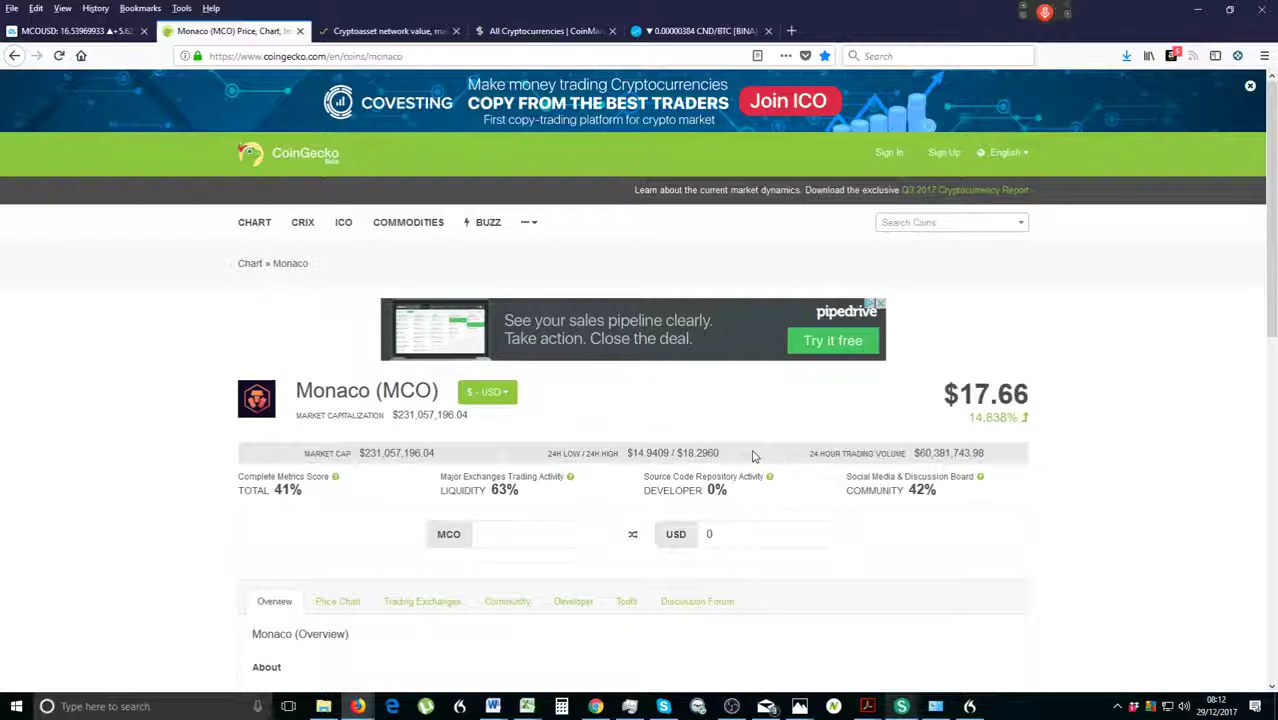 File Edit View History Bookmarks Tools Help
MCOUSD: 16.53969933 ▲+5.62
Monaco (MCO) Price, Chart, In
Cryptoasset network value, m
All Currencies | CoinMar
▼ 0.00000384 CND/BTC [BINA
https://www.coingecko.com/en/coins/monaco
Search
5
COVESTING
Make money trading Cryptocurrencies
COPY FROM THE BEST TRADERS
First copy-trading platform for crypto market
Join ICO
CoinGecko
Beta
Sign In Sign Up English
Learn about the current market dynamics. Download the exclusive Q3 2017 Cryptocurrency Report
CHART CRIX ICO COMMODITIES BUZZ
Search Coins
Chart » Monaco
See your sales pipeline clearly.
Take action. Close the deal.
pipedrive
Try it free
Monaco (MCO)
$ - USD
$17.66
MARKET CAPITALIZATION $231,057,196.04
14.838%
MARKET CAP $231,057,196.04 24H LOW / 24H HIGH $14.9409 / $18.2960 24 HOUR TRADING VOLUME $60,381,743.98
Complete Metrics Score Major Exchanges Trading Activity Source Code Repository Activity Social Media & Discussion Board
TOTAL 41% LIQUIDITY 63% DEVELOPER 0% COMMUNITY 42%
MCO USD 0
Overview Price Chart Trading Exchanges Community Developer Tools Discussion Forum
Monaco (Overview)
About
Type here to search
08:12
29/12/2017